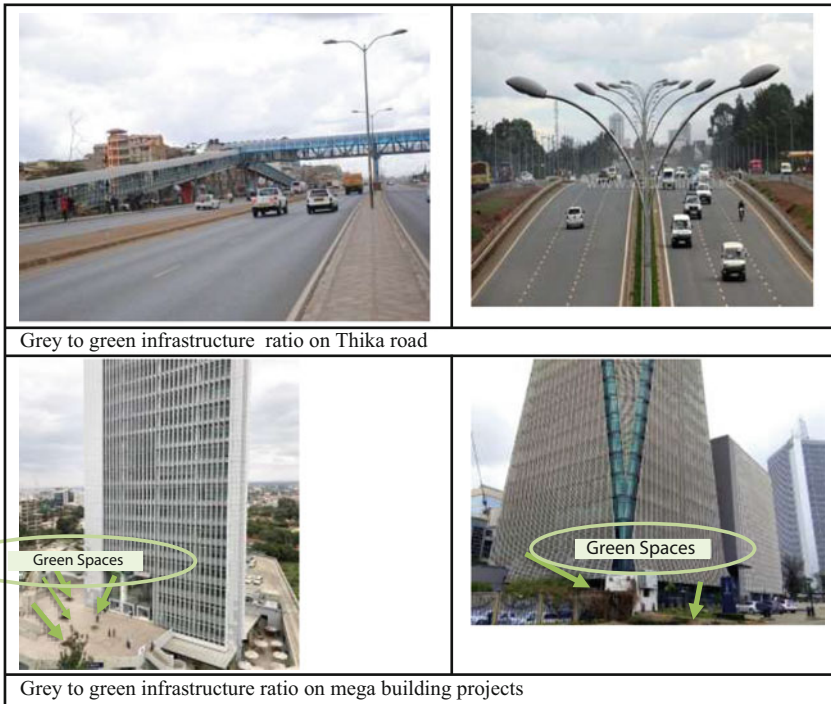 Grey to green infrastructure ratio on Thika road
Green Spaces
Green Spaces
Grey to green infrastructure ratio on mega building projects